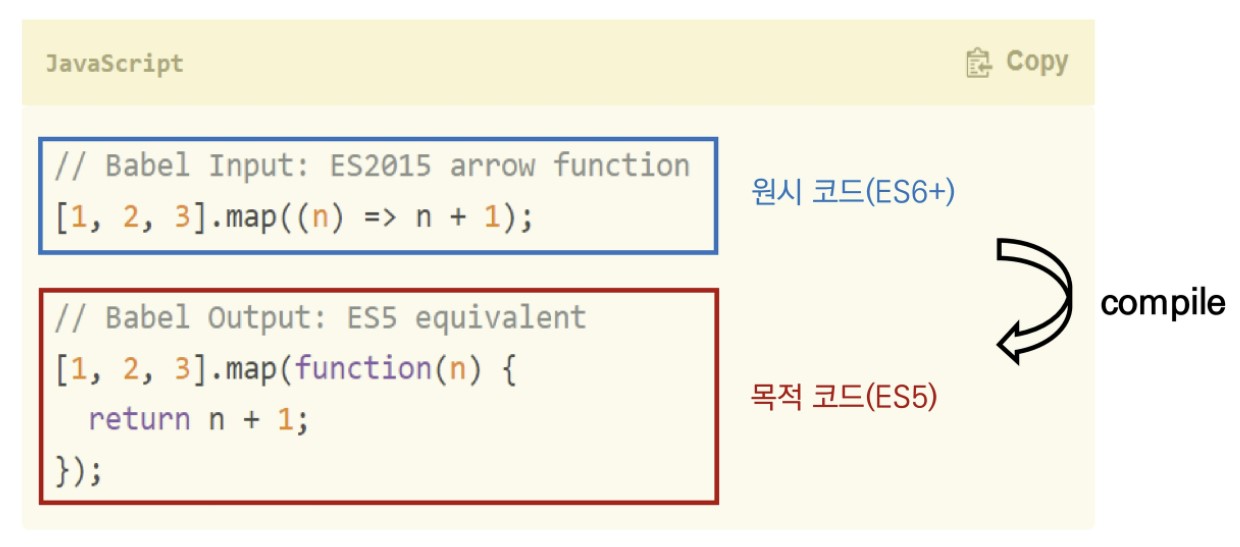 JavaScript
Copy
// Babel Input: ES2015 arrow function
[1, 2, 3].map((n) => n + 1);
원시 코드(ES6+)
compile
// Babel Output: ES5 equivalent
[1, 2, 3].map(function(n) {
  return n + 1;
});
목적 코드(ES5)